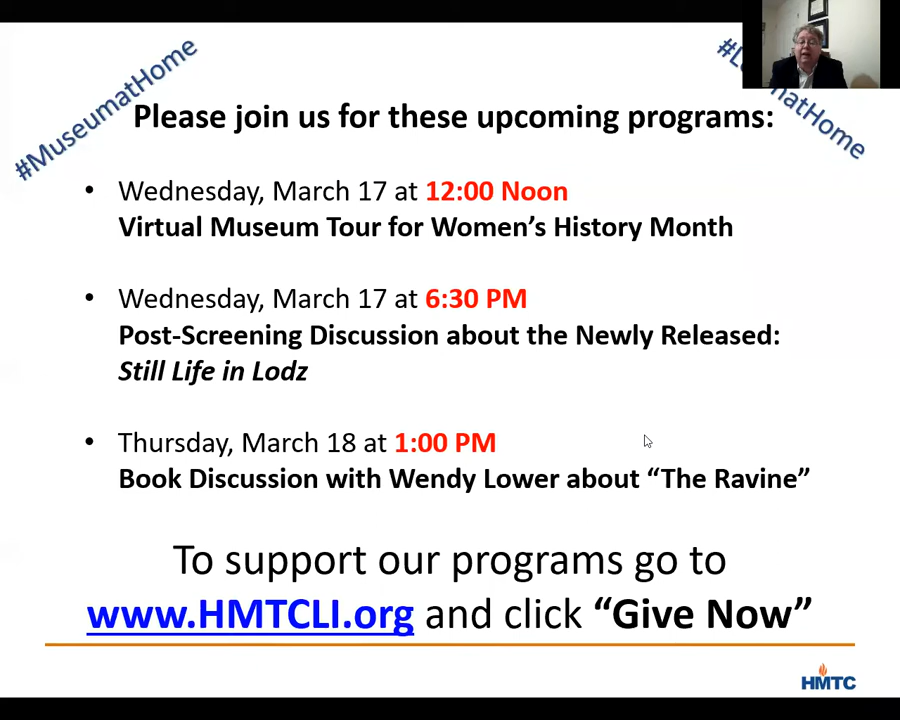 #MuseumatHome
Please join us for these upcoming programs:
• Wednesday, March 17 at 12:00 Noon
Virtual Museum Tour for Women’s History Month
• Wednesday, March 17 at 6:30 PM
Post-Screening Discussion about the Newly Released:
Still Life in Lodz
• Thursday, March 18 at 1:00 PM
Book Discussion with Wendy Lower about “The Ravine”
To support our programs go to
www.HMTCLI.org and click “Give Now”
HMTC